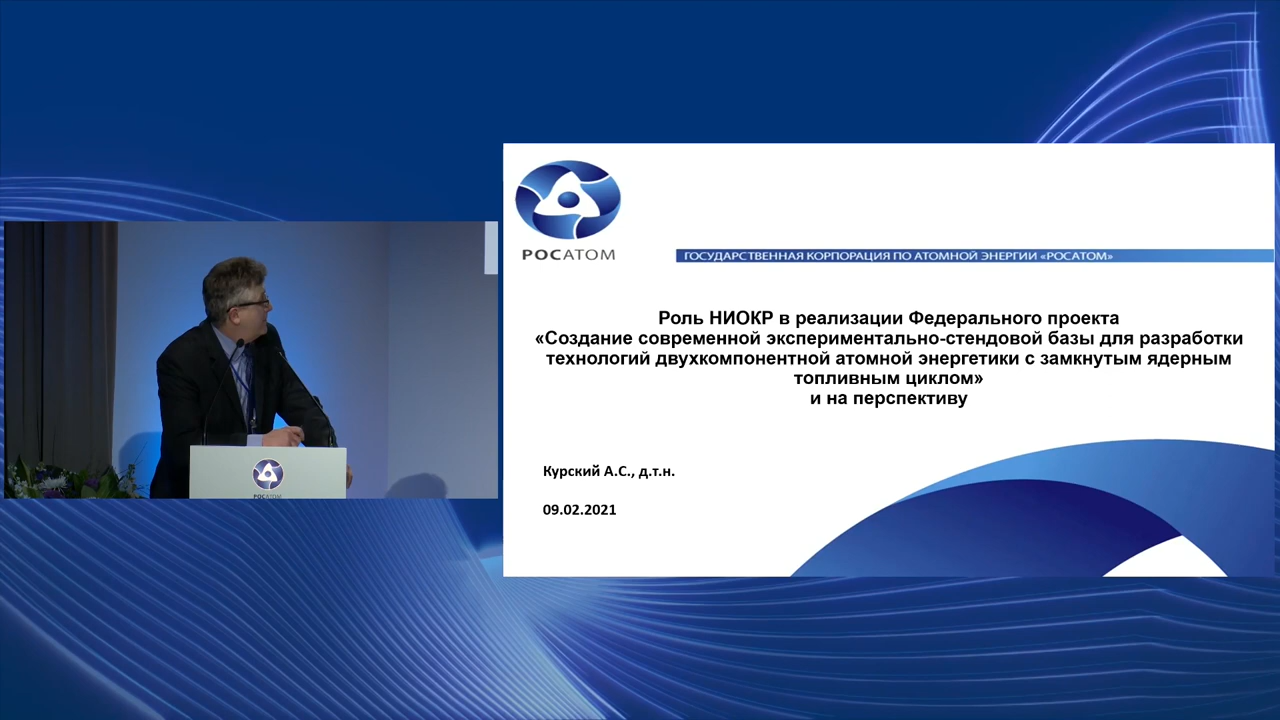 РОСАТОМ
ГОСУДАРСТВЕННАЯ КОРПОРАЦИЯ ПО АТОМНОЙ ЭНЕРГИИ «РОСАТОМ»
Роль НИОКР в реализации Федерального проекта
«Создание современной экспериментально-стендовой базы для разработки
технологий двухкомпонентной атомной энергетики с замкнутым ядерным
топливным циклом»
и на перспективу
Курский А.С., д.т.н.
09.02.2021
РОСАТОМ